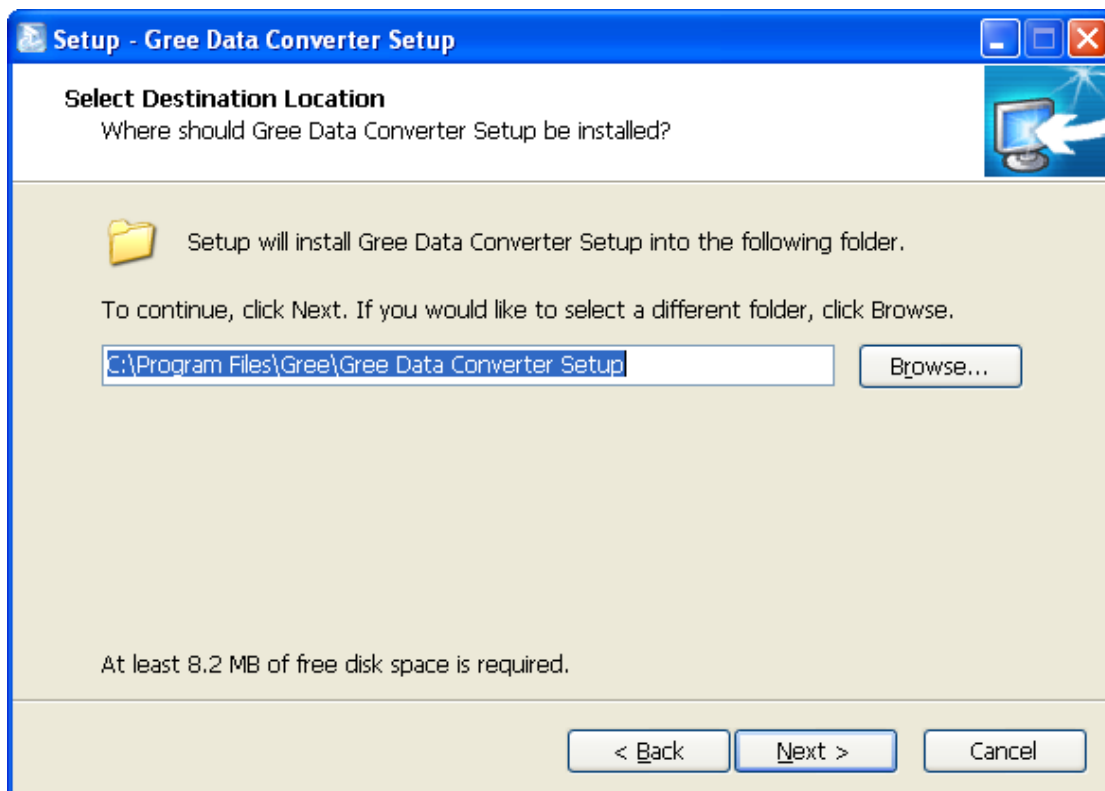 Setup - Gree Data Converter Setup
Select Destination Location
Where should Gree Data Converter Setup be installed?
Setup will install Gree Data Converter Setup into the following folder.
To continue, click Next. If you would like to select a different folder, click Browse.
C:\Program Files\Gree\Gree Data Converter Setup
Browse...
At least 8.2 MB of free disk space is required.
< Back
Next >
Cancel